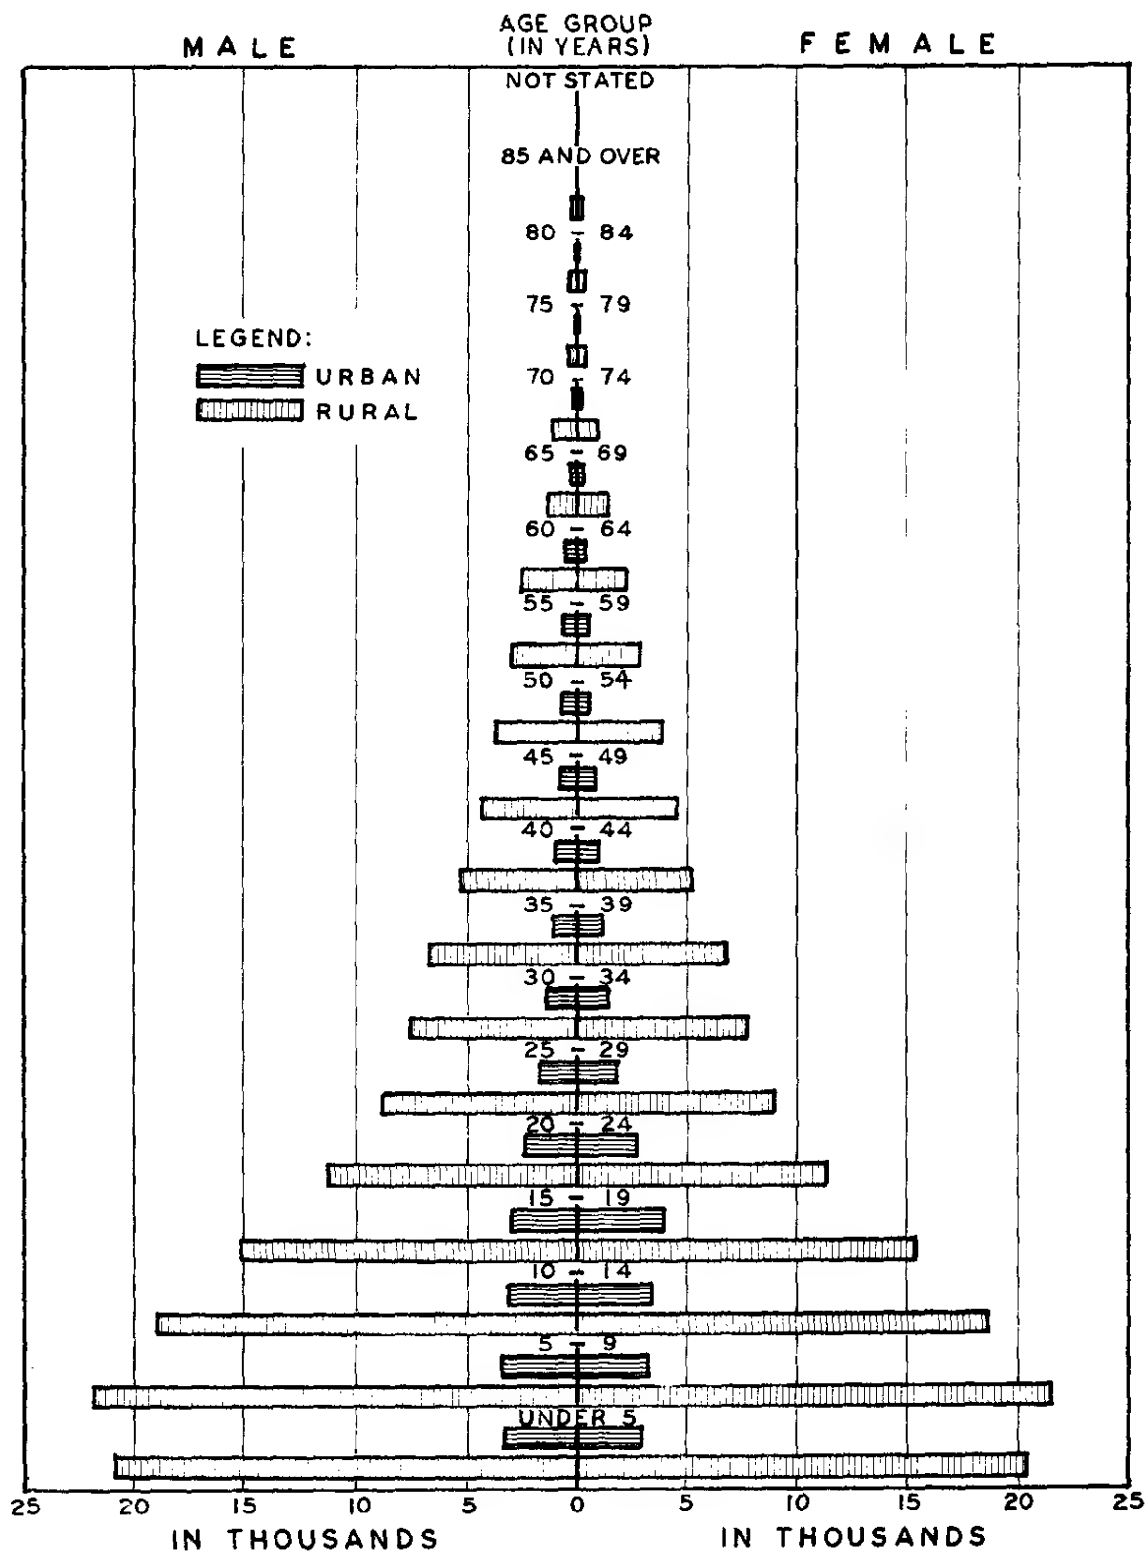 MALE
AGE GROUP
(IN YEARS)
FEMALE
NOT STATED
85 AND OVER
80 – 84
75 – 79
LEGEND:
70 – 74
URBAN
RURAL
65 – 69
60 – 64
55 – 59
50 – 54
45 – 49
40 – 44
35 – 39
30 – 34
25 – 29
20 – 24
15 – 19
10 – 14
5 – 9
UNDER 5
25 20 15 10 5 0 5 10 15 20 25
IN THOUSANDS IN THOUSANDS